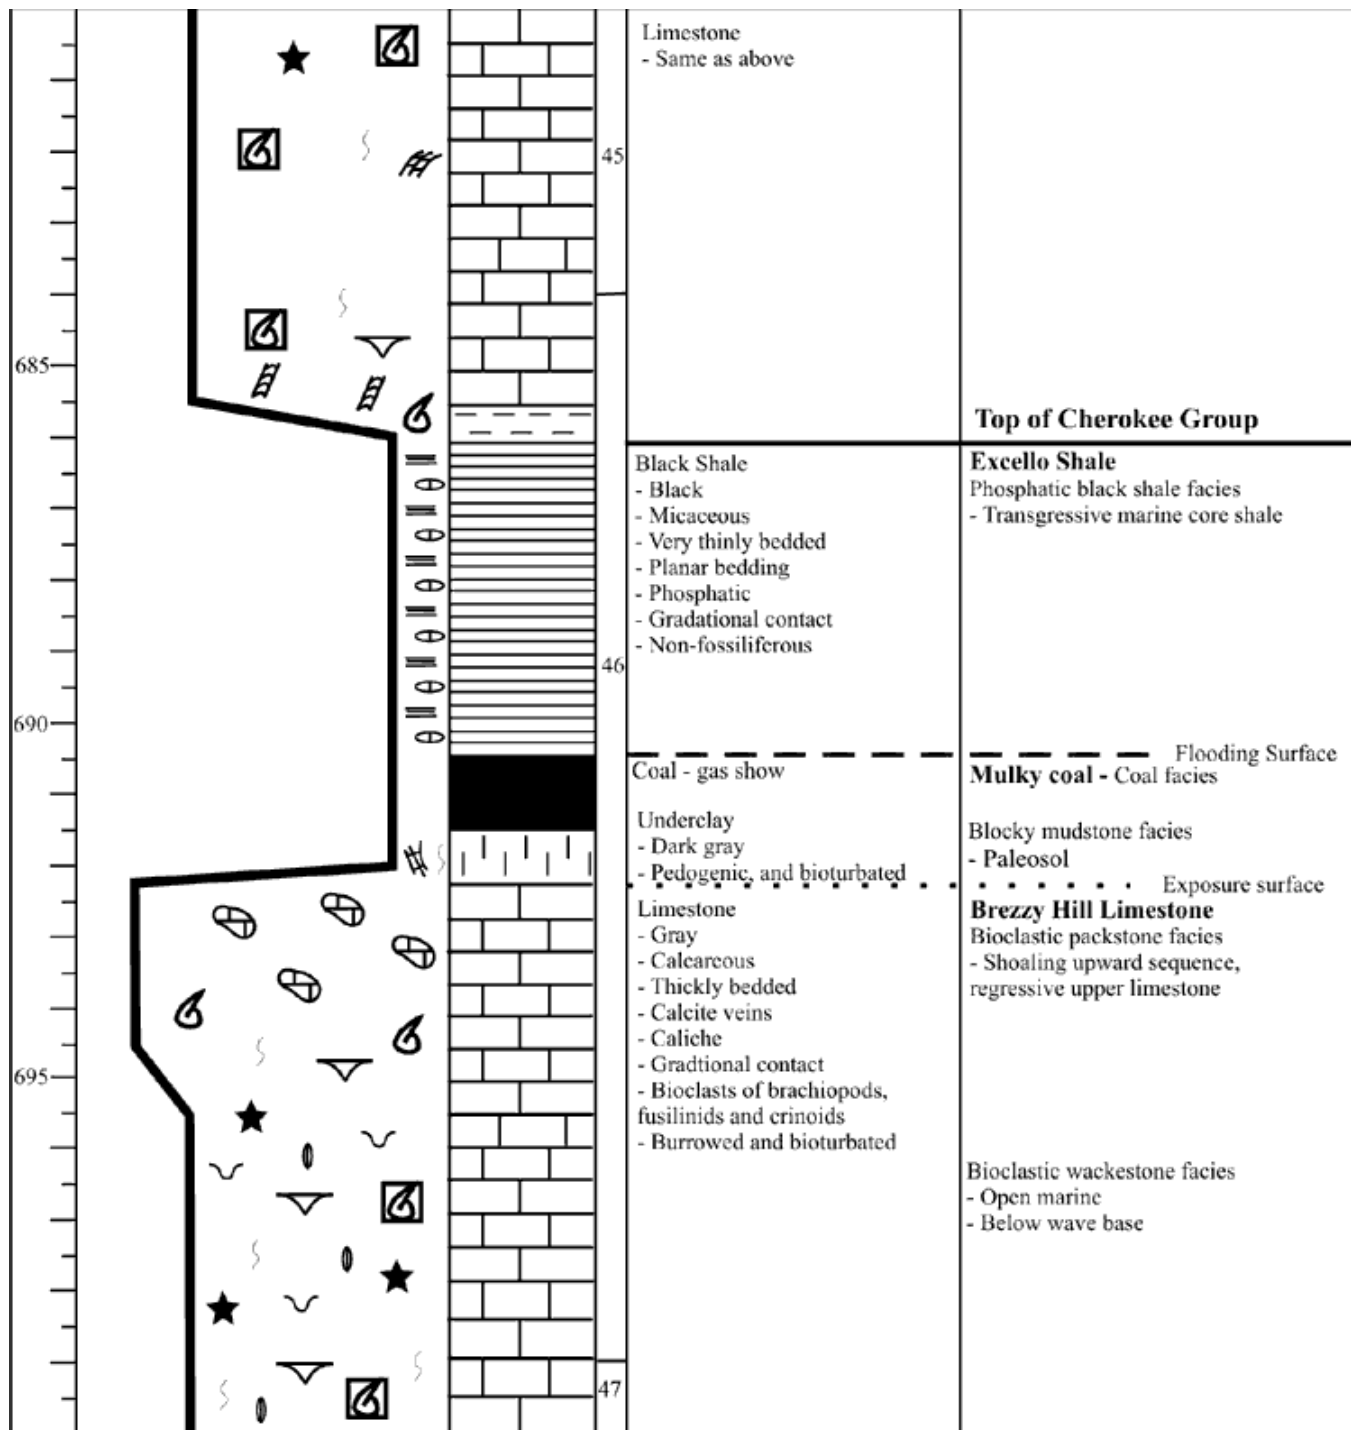 Limestone
- Same as above
45
685
Top of Cherokee Group
Black Shale
- Black
- Micaceous
- Very thinly bedded
- Planar bedding
- Phosphatic
- Gradational contact
- Non-fossiliferous
Excello Shale
Phosphatic black shale facies
- Transgressive marine core shale
46
690
Flooding Surface
Coal - gas show
Mulky coal - Coal facies
Underclay
- Dark gray
- Pedogenic, and bioturbated
Blocky mudstone facies
- Paleosol
Exposure surface
Limestone
- Gray
- Calcareous
- Thickly bedded
- Calcite veins
- Caliche
- Gradtional contact
- Bioclasts of brachiopods,
fusilinids and crinoids
- Burrowed and bioturbated
Brezzy Hill Limestone
Bioclastic packstone facies
- Shoaling upward sequence,
regressive upper limestone
695
Bioclastic wackestone facies
- Open marine
- Below wave base
47